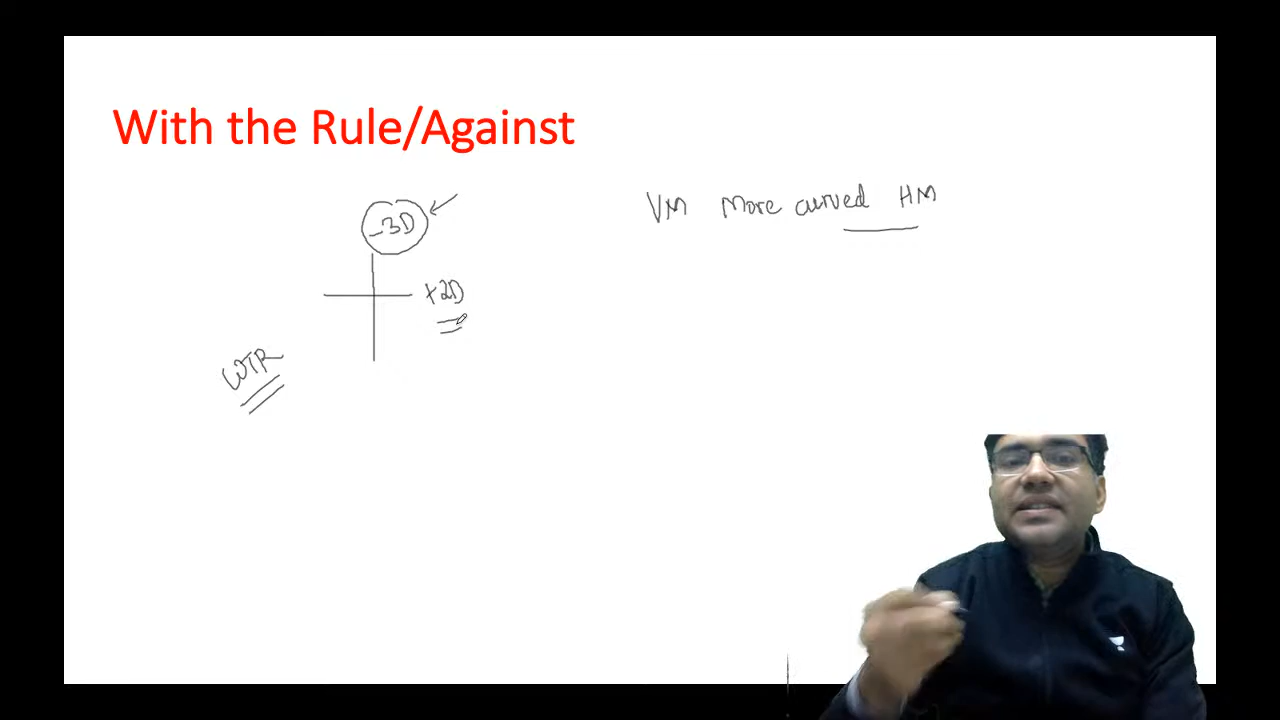 With the Rule/Against
VM More curved HM
-3D
+2D
WTR